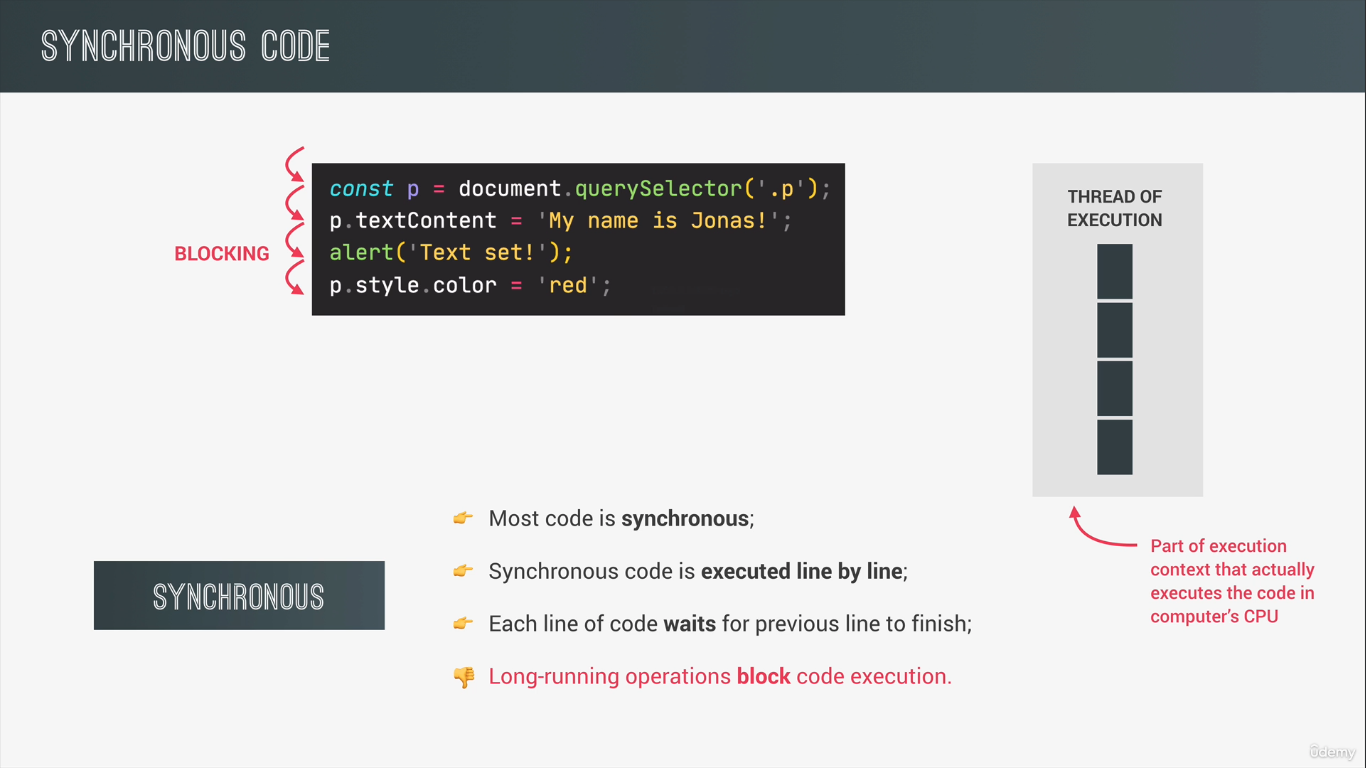 SYNCHRONOUS CODE
const p = document.querySelector('.p');
p.textContent = 'My name is Jonas!';
alert('Text set!');
p.style.color = 'red';
BLOCKING
THREAD OF
EXECUTION
Part of execution
context that actually
executes the code in
computer’s CPU
SYNCHRONOUS
👉 Most code is synchronous;
👉 Synchronous code is executed line by line;
👉 Each line of code waits for previous line to finish;
👎 Long-running operations block code execution.
ûdemy